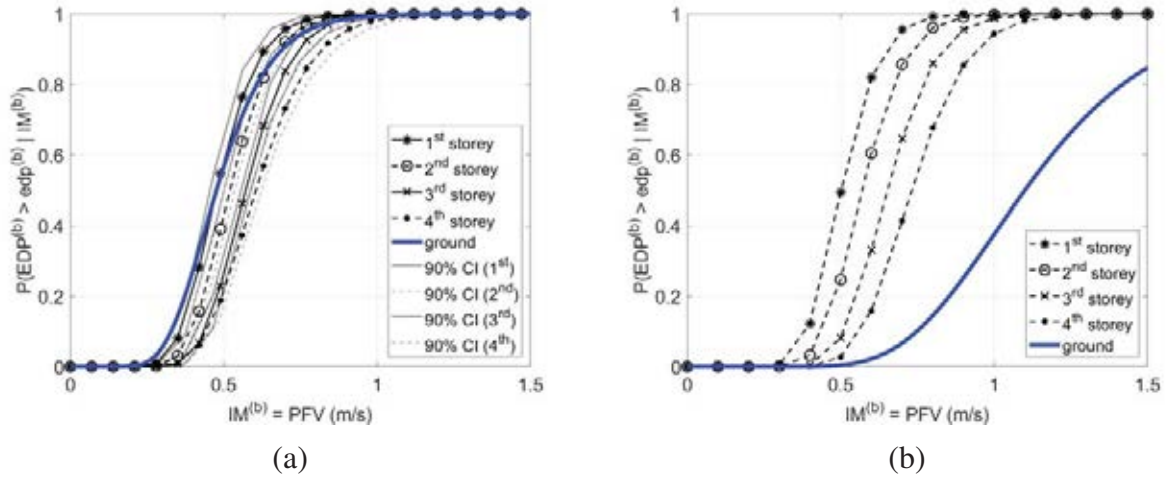 P(EDP(b) > edp(b) | IM(b))
1
0.8
0.6
0.4
0.2
0
0
0.5
1
1.5
1st storey
2nd storey
3rd storey
4th storey
ground
90% CI (1st)
90% CI (2nd)
90% CI (3rd)
90% CI (4th)
IM(b) = PFV (m/s)
(a)
P(EDP(b) > edp(b) | IM(b))
1
0.8
0.6
0.4
0.2
0
0
0.5
1
1.5
1st storey
2nd storey
3rd storey
4th storey
ground
IM(b) = PFV (m/s)
(b)